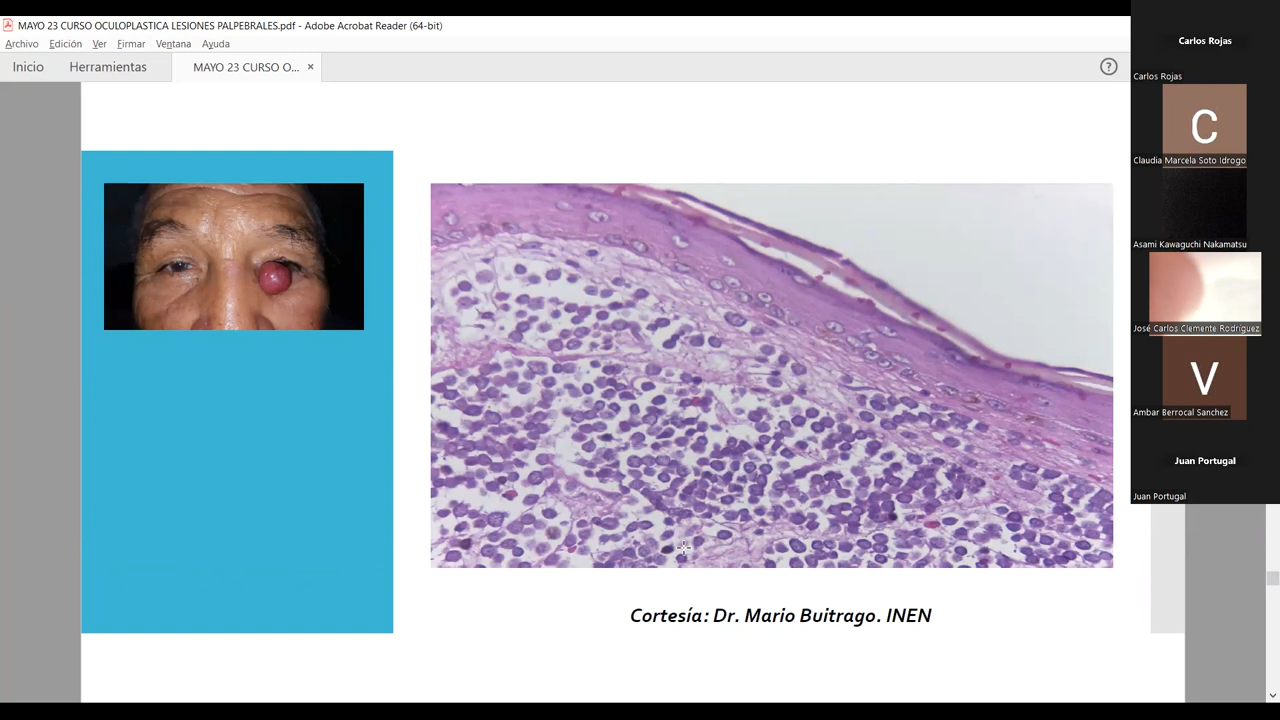 MAYO 23 CURSO OCULOPLASTICA LESIONES PALPEBRALES.pdf - Adobe Acrobat Reader (64-bit)
Archivo Edición Ver Firmar Ventana Ayuda
Inicio Herramientas MAYO 23 CURSO O... × ?
Cortesía: Dr. Mario Buitrago. INEN
Carlos Rojas
Carlos Rojas
C
Claudia Marcela Soto Idrogo
Asami Kawaguchi Nakamatsu
José Carlos Clemente Rodríguez
V
Ambar Berrocal Sanchez
Juan Portugal
Juan Portugal